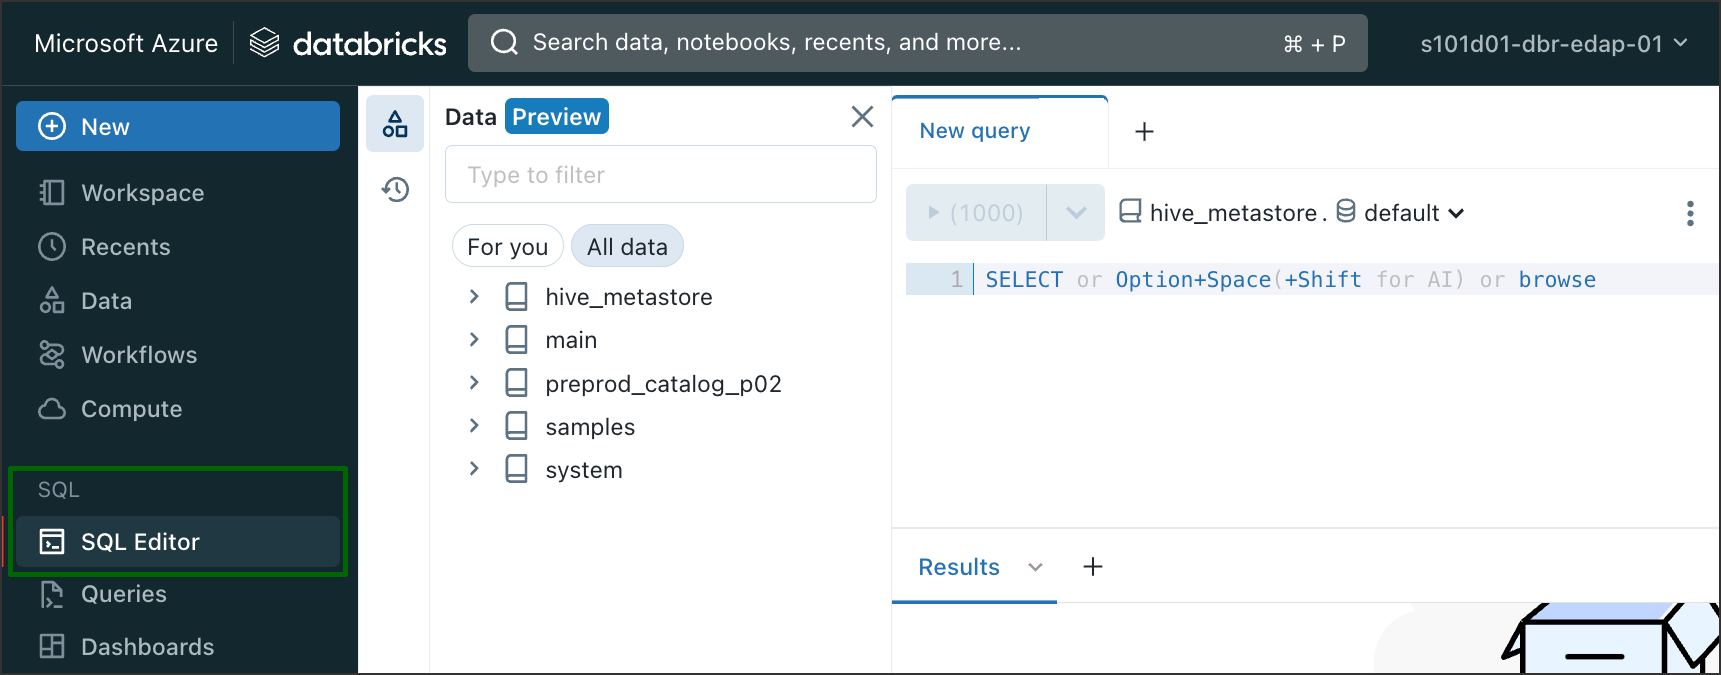 Microsoft Azure databricks Search data, notebooks, recents, and more... ⌘ + P s101d01-dbr-edap-01
New
Workspace
Recents
Data
Workflows
Compute
SQL
SQL Editor
Queries
Dashboards
Data Preview
Type to filter
For you All data
hive_metastore
main
preprod_catalog_p02
samples
system
New query
(1000) hive_metastore . default
1 SELECT or Option+Space(+Shift for AI) or browse
Results